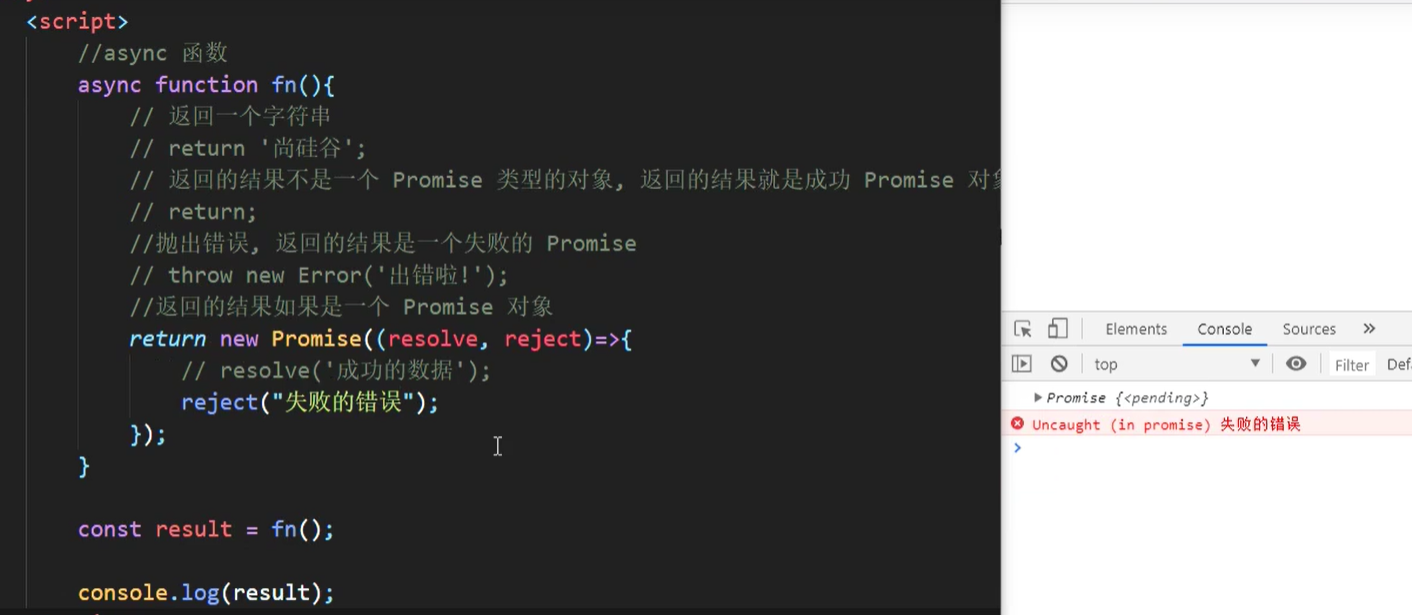 <script>
//async 函数
async function fn(){
// 返回一个字符串
// return '尚硅谷';
// 返回的结果不是一个 Promise 类型的对象, 返回的结果就是成功 Promise 对象
// return;
//抛出错误, 返回的结果是一个失败的 Promise
// throw new Error('出错啦!');
//返回的结果如果是一个 Promise 对象
return new Promise((resolve, reject)=>{
// resolve('成功的数据');
reject("失败的错误");
});
}
const result = fn();
console.log(result);
Elements Console Sources »
top Filter Def
Promise {<pending>}
Uncaught (in promise) 失败的错误